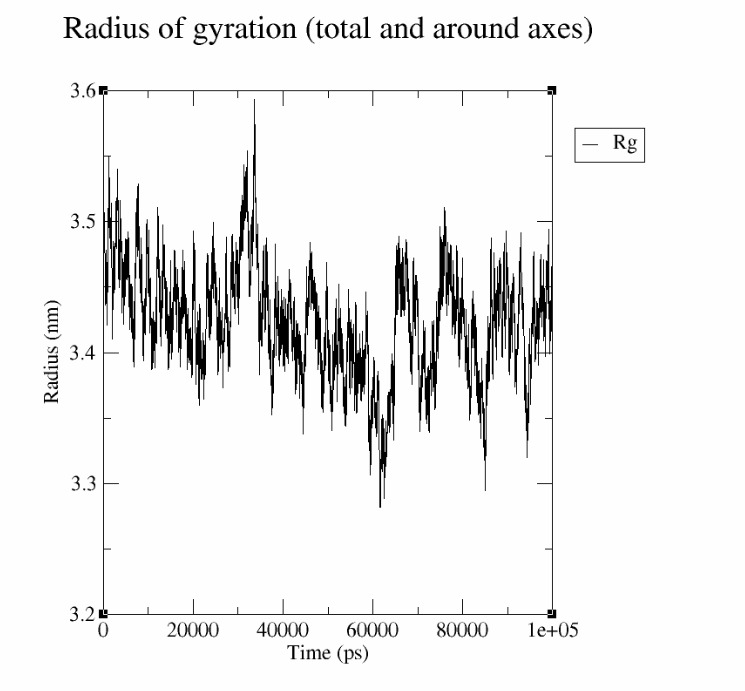 Radius of gyration (total and around axes)
3.6
Rg
3.5
3.4
3.3
3.2
Radius (nm)
0 20000 40000 60000 80000 1e+05
Time (ps)